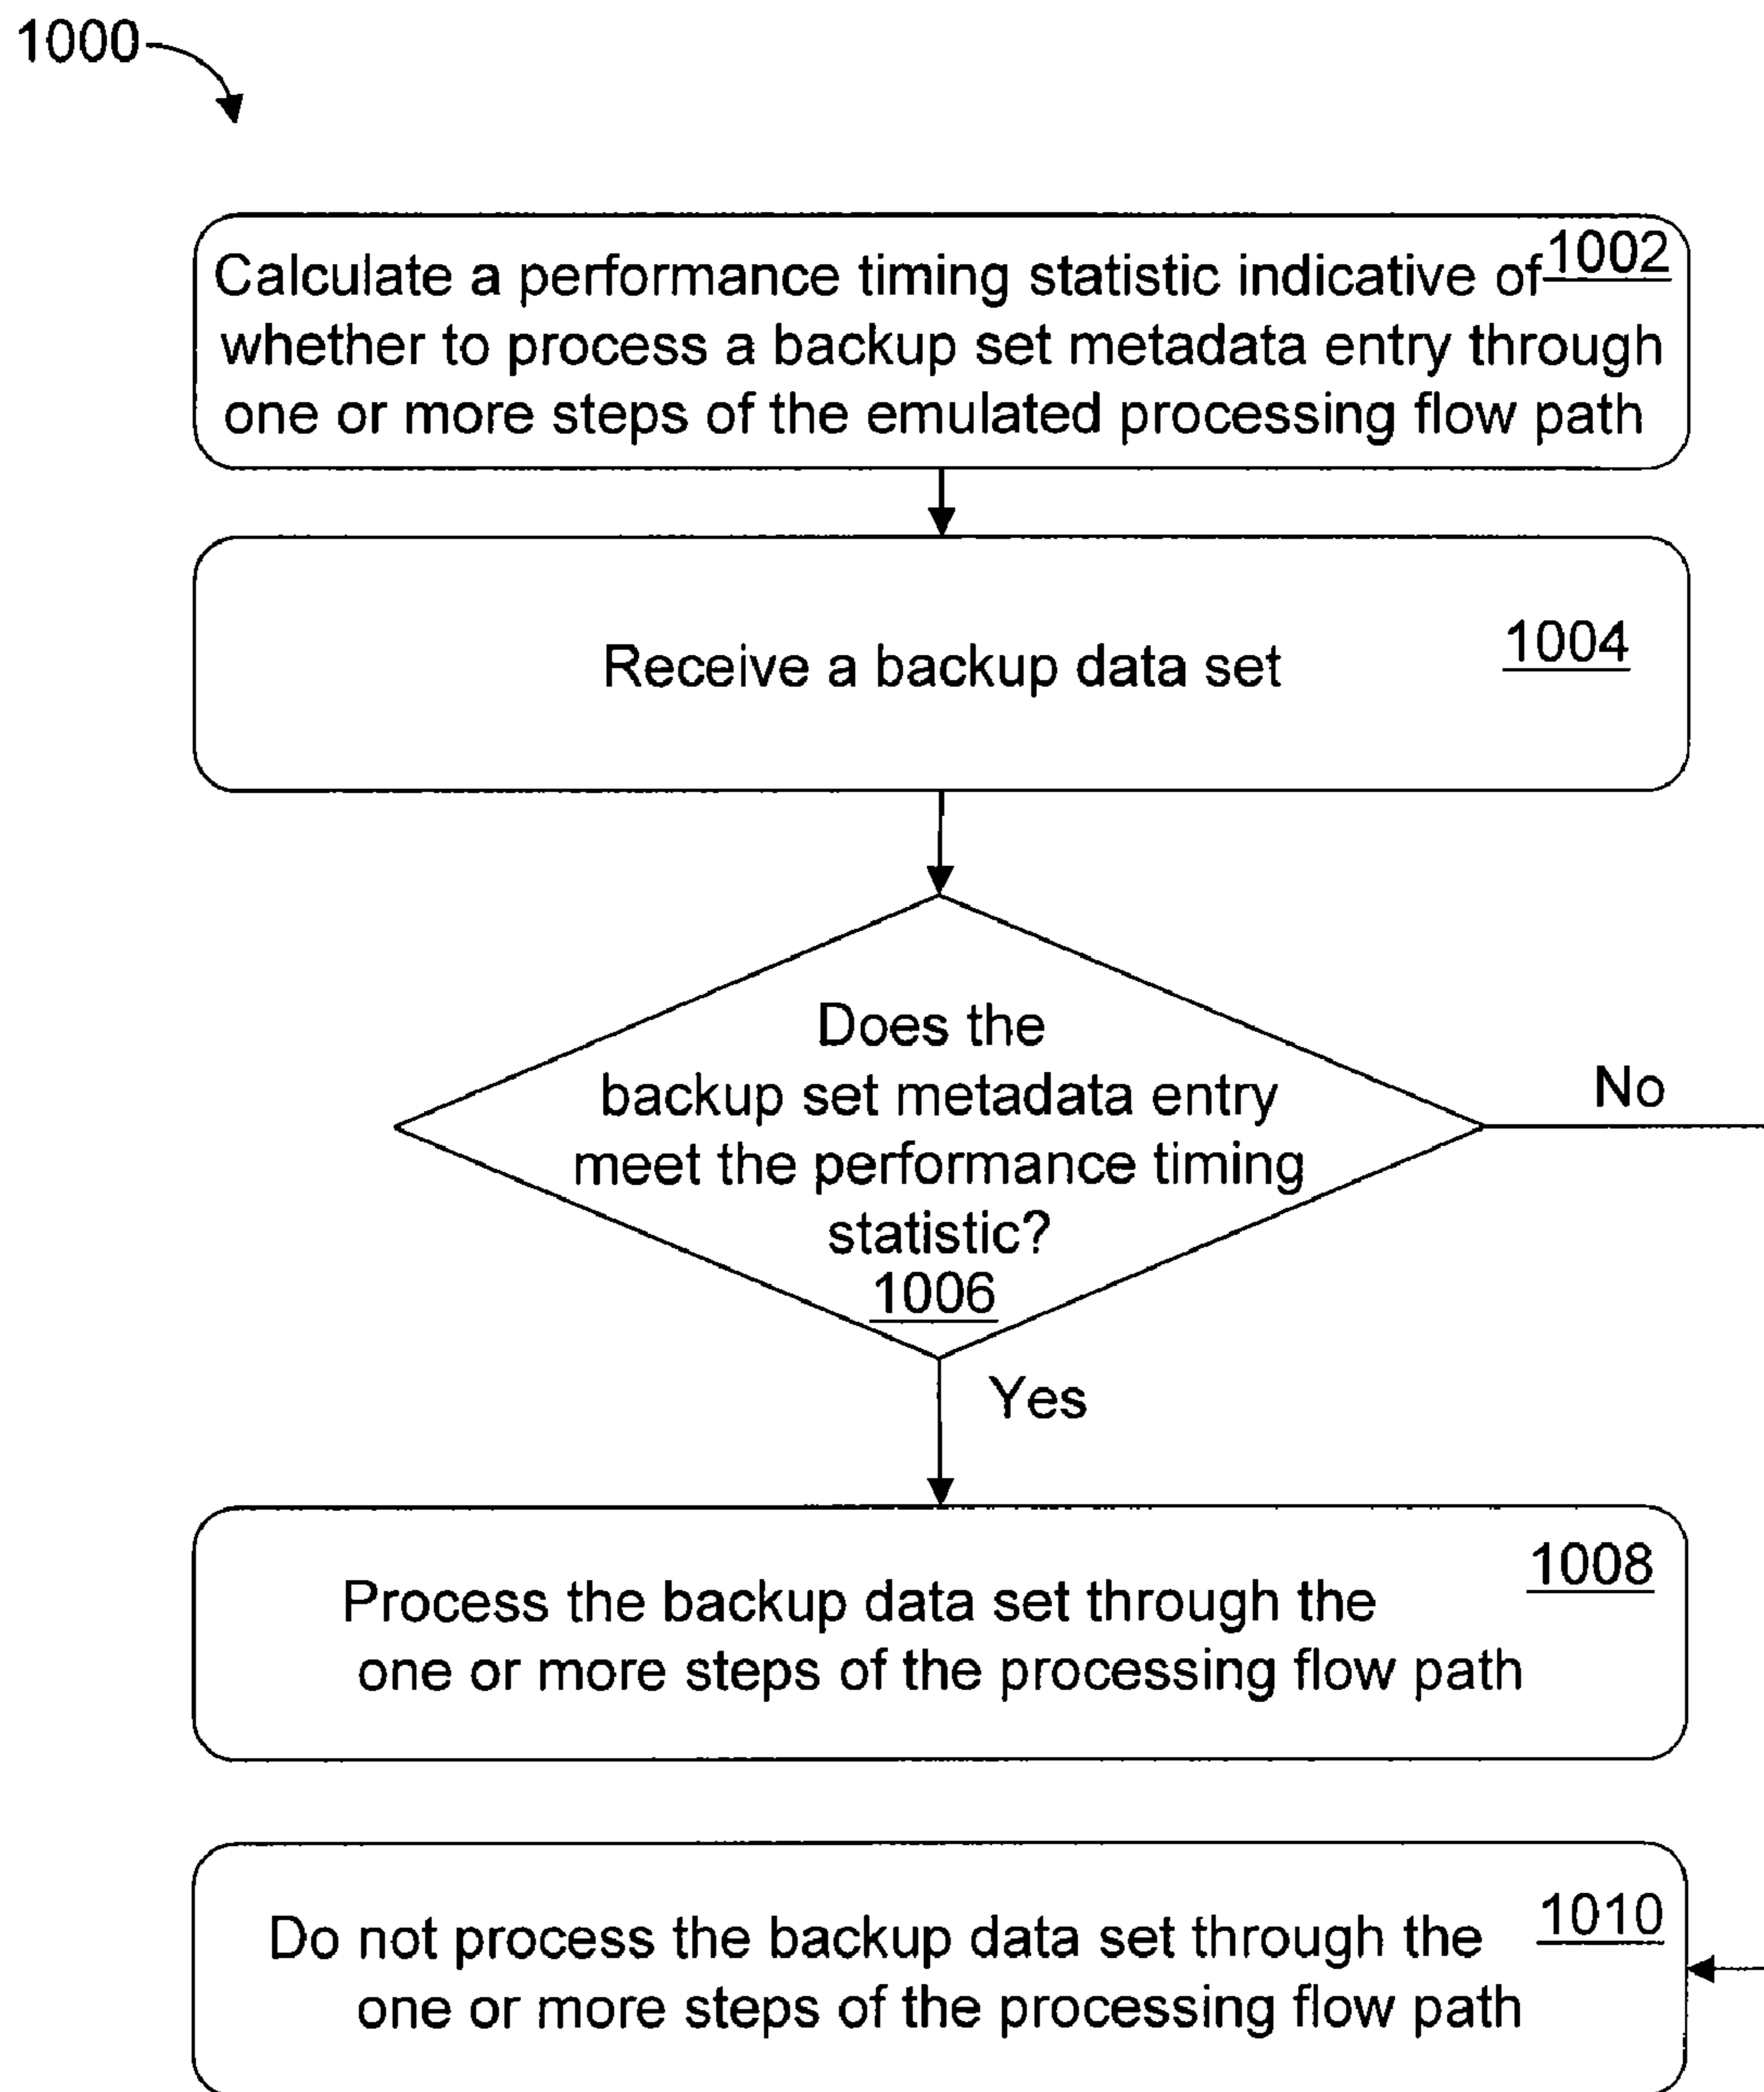 1000
Calculate a performance timing statistic indicative of 1002
whether to process a backup set metadata entry through
one or more steps of the emulated processing flow path
Receive a backup data set 1004
Does the
backup set metadata entry
meet the performance timing
statistic?
1006
No
Yes
1008
Process the backup data set through the
one or more steps of the processing flow path
1010
Do not process the backup data set through the
one or more steps of the processing flow path